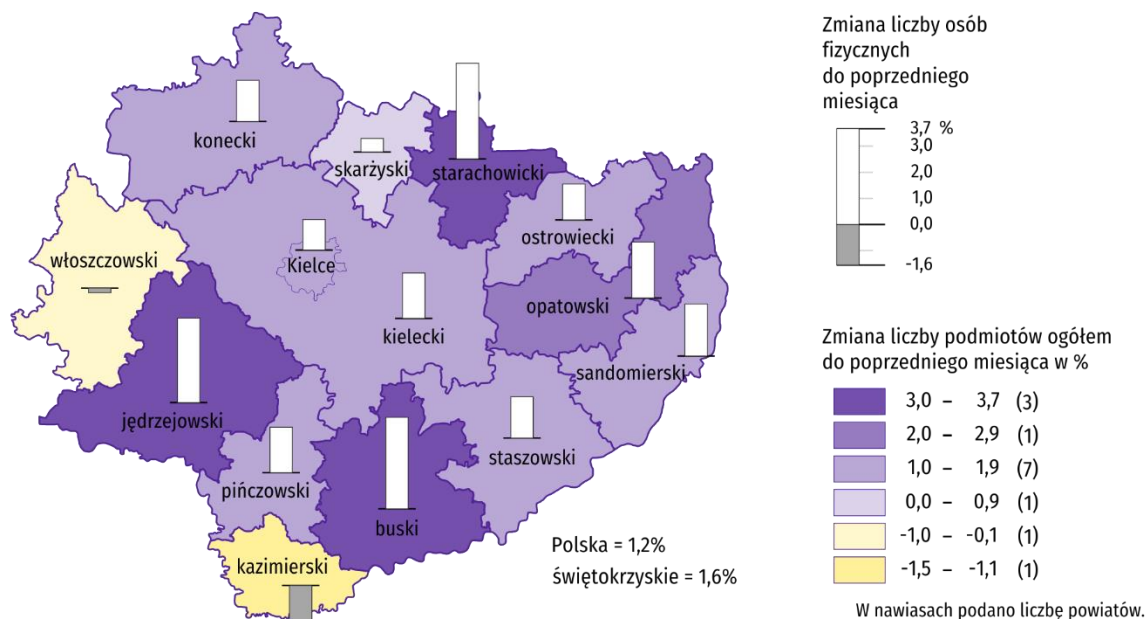 konecki
skarżyski
starachowicki
ostrowiecki
włoszczowski
Kielce
opatowski
kielecki
sandomierski
jędrzejowski
staszowski
pińczowski
buski
kazimierski
Polska = 1,2%
świętokrzyskie = 1,6%
Zmiana liczby osób
fizycznych
do poprzedniego
miesiąca
3,7 %
3,0
2,0
1,0
0,0
-1,6
Zmiana liczby podmiotów ogółem
do poprzedniego miesiąca w %
3,0 – 3,7 (3)
2,0 – 2,9 (1)
1,0 – 1,9 (7)
0,0 – 0,9 (1)
-1,0 – -0,1 (1)
-1,5 – -1,1 (1)
W nawiasach podano liczbę powiatów.